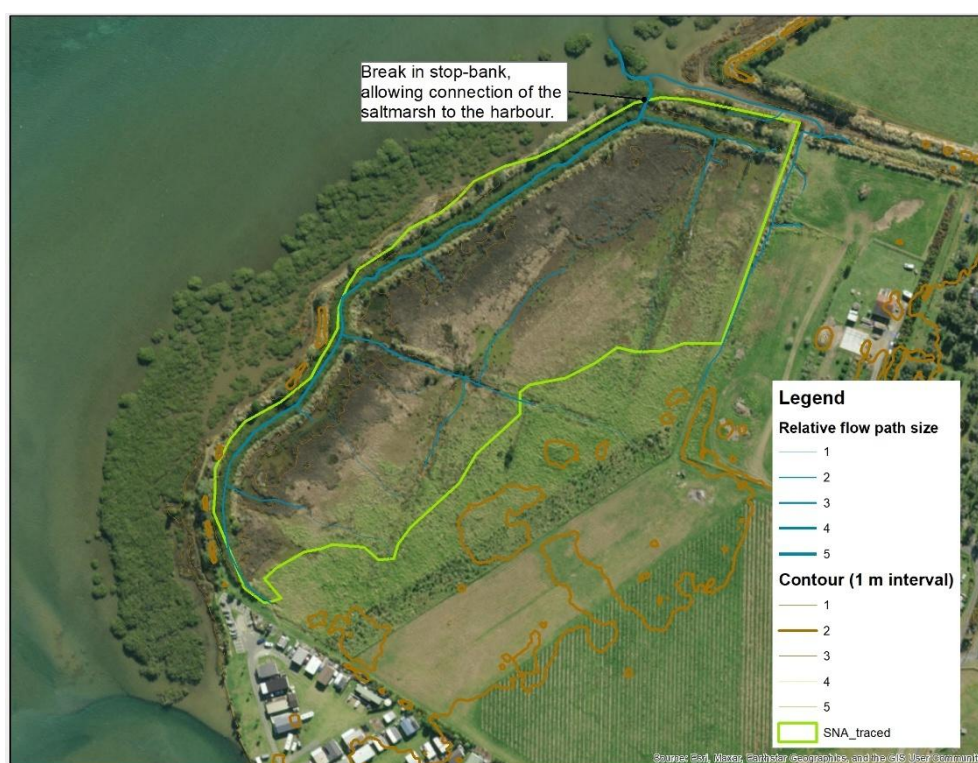 Break in stop-bank,
allowing connection of the
saltmarsh to the harbour.
Legend
Relative flow path size
1
2
3
4
5
Contour (1 m interval)
1
2
3
4
5
SNA_traced
Source: Esri, Maxar, Earthstar Geographics, and the GIS User Communit